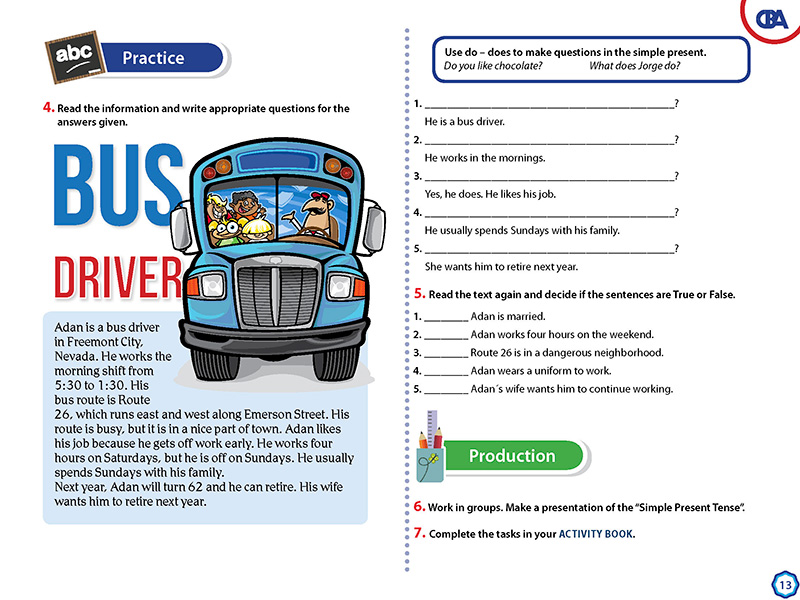 abc
Practice
4. Read the information and write appropriate questions for the
answers given.
BUS
DRIVER
Adan is a bus driver
in Freemont City,
Nevada. He works the
morning shift from
5:30 to 1:30. His
bus route is Route
26, which runs east and west along Emerson Street. His
route is busy, but it is in a nice part of town. Adan likes
his job because he gets off work early. He works four
hours on Saturdays, but he is off on Sundays. He usually
spends Sundays with his family.
Next year, Adan will turn 62 and he can retire. His wife
wants him to retire next year.
CBA
Use do – does to make questions in the simple present.
Do you like chocolate? What does Jorge do?
1. ____________________________________________?
He is a bus driver.
2. ____________________________________________?
He works in the mornings.
3. ____________________________________________?
Yes, he does. He likes his job.
4. ____________________________________________?
He usually spends Sundays with his family.
5. ____________________________________________?
She wants him to retire next year.
5. Read the text again and decide if the sentences are True or False.
1. ________ Adan is married.
2. ________ Adan works four hours on the weekend.
3. ________ Route 26 is in a dangerous neighborhood.
4. ________ Adan wears a uniform to work.
5. ________ Adan´s wife wants him to continue working.
Production
6. Work in groups. Make a presentation of the “Simple Present Tense”.
7. Complete the tasks in your ACTIVITY BOOK.
13